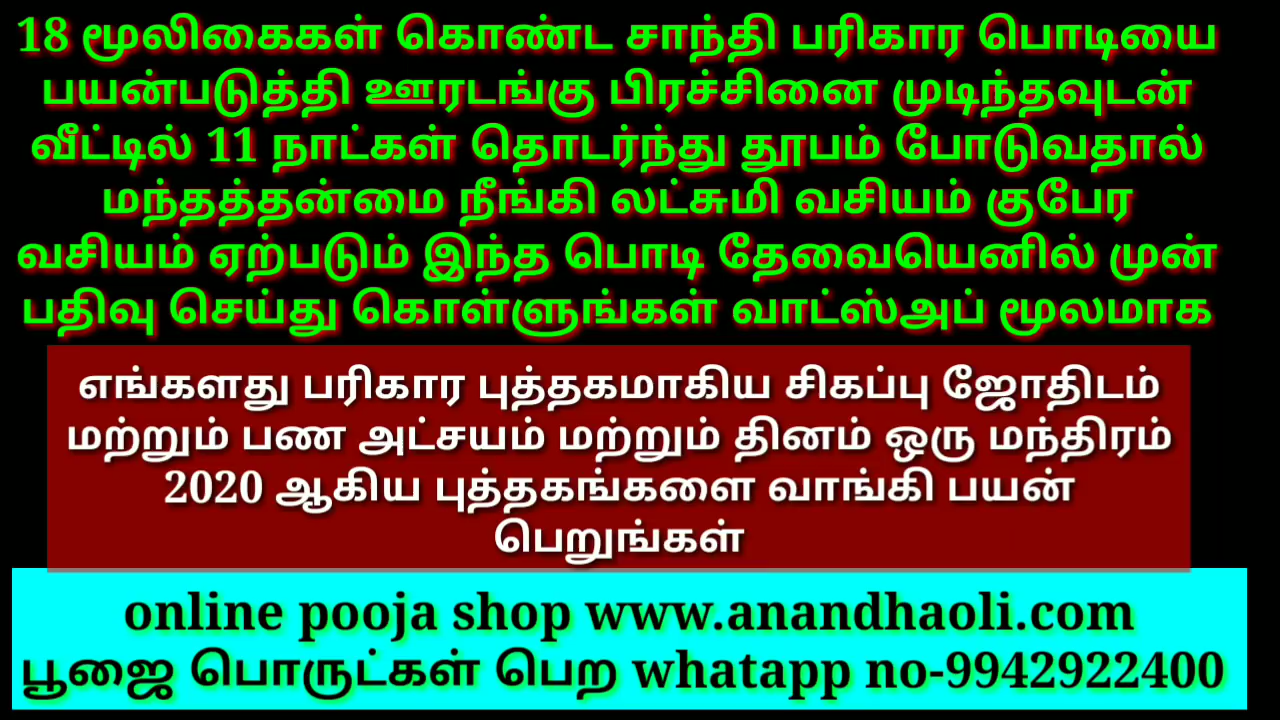 18 மூலிகைகள் கொண்ட சாந்தி பரிகார பொடியை
பயன்படுத்தி ஊரடங்கு பிரச்சினை முடிந்தவுடன்
வீட்டில் 11 நாட்கள் தொடர்ந்து தூபம் போடுவதால்
மந்தத்தன்மை நீங்கி லட்சுமி வசியம் குபேர
வசியம் ஏற்படும் இந்த பொடி தேவையெனில் முன்
பதிவு செய்து கொள்ளுங்கள் வாட்ஸ்அப் மூலமாக
எங்களது பரிகார புத்தகமாகிய சிகப்பு ஜோதிடம்
மற்றும் பண அட்சயம் மற்றும் தினம் ஒரு மந்திரம்
2020 ஆகிய புத்தகங்களை வாங்கி பயன்
பெறுங்கள்
online pooja shop www.anandhaoli.com
பூஜை பொருட்கள் பெற whatapp no-9942922400